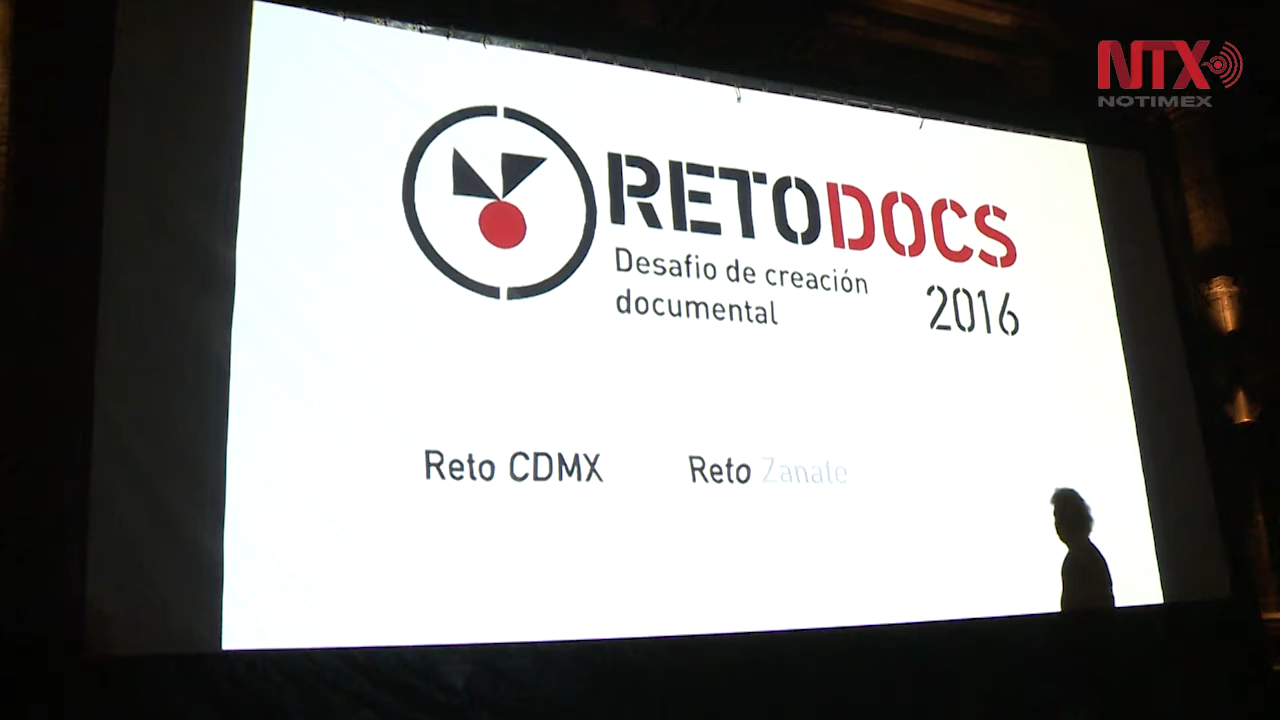 NTX
NOTIMEX
RETODOCS
Desafio de creación
documental
2016
Reto CDMX
Reto Zanate